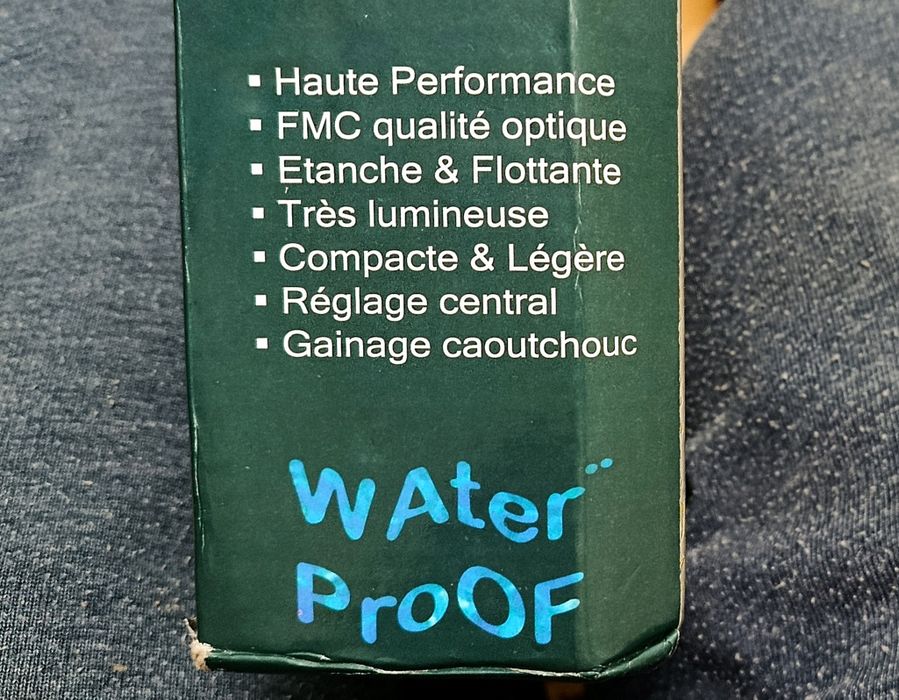 ▪ Haute Performance
▪ FMC qualité optique
▪ Etanche & Flottante
▪ Très lumineuse
▪ Compacte & Légère
▪ Réglage central
▪ Gainage caoutchouc
WAter
ProOF